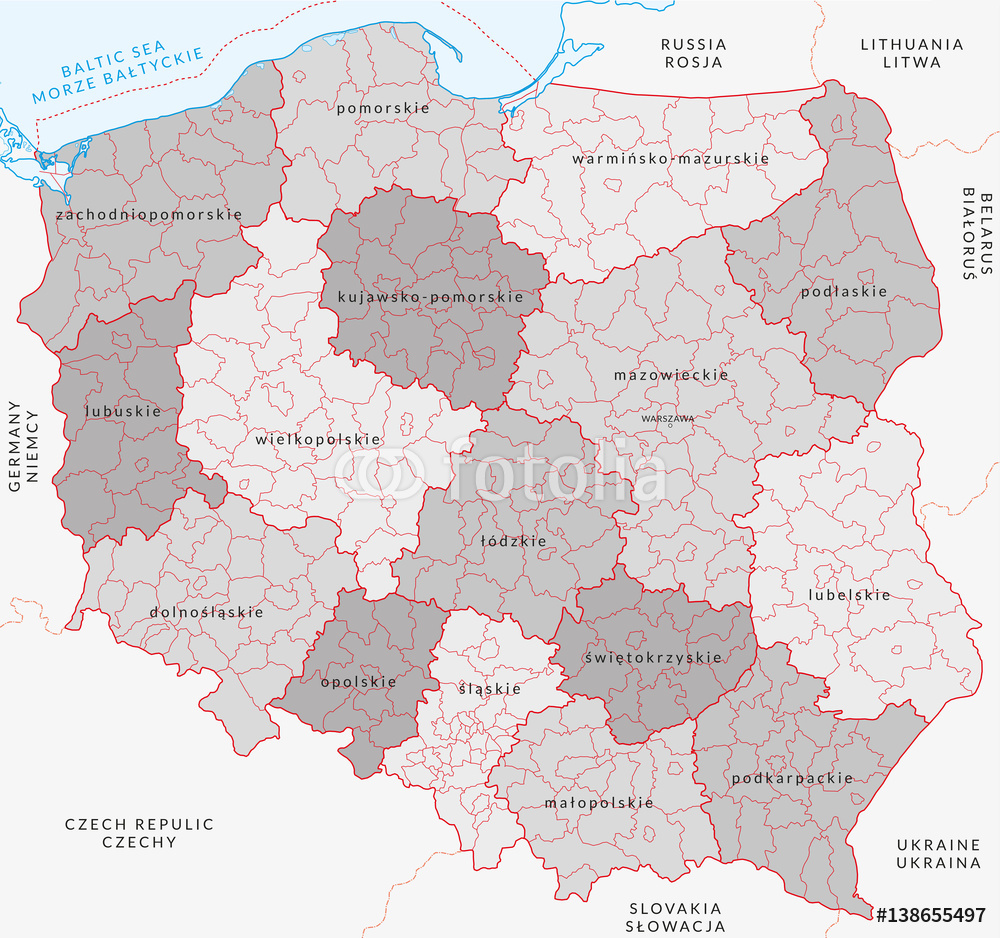 BALTIC SEA
MORZE BAŁTYCKIE
RUSSIA
ROSJA
LITHUANIA
LITWA
pomorskie
warmińsko-mazurskie
zachodniopomorskie
BELARUS
BIAŁORUŚ
podłaskie
kujawsko-pomorskie
mazowieckie
WARSZAWA
lubuskie
wielkopolskie
GERMANY
NIEMCY
fotolia
łódzkie
lubelskie
dolnośląskie
świętokrzyskie
opolskie
śląskie
podkarpackie
małopolskie
CZECH REPULIC
CZECHY
UKRAINE
UKRAINA
SLOVAKIA
SŁOWACJA
#138655497